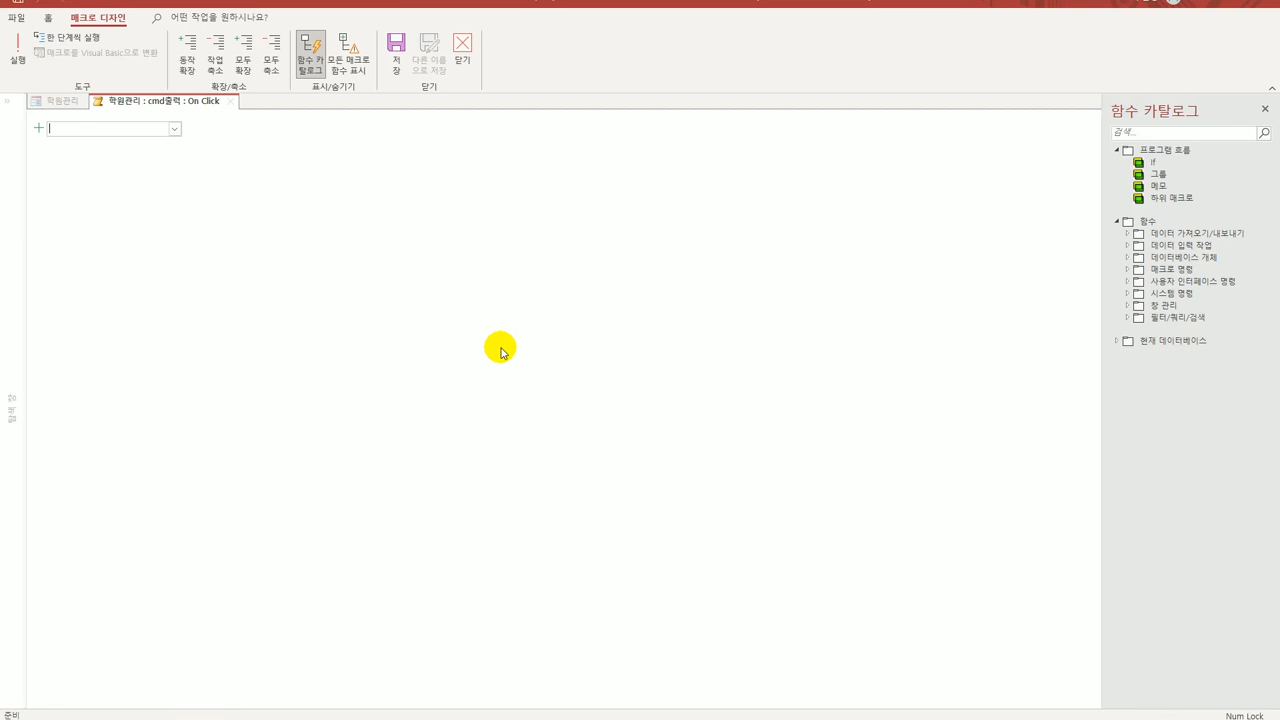 파일 홈 매크로 디자인 어떤 작업을 원하시나요?
실행
한 단계씩 실행
매크로를 Visual Basic으로 변환
도구
동작 확장
작업 축소
모두 확장
모두 축소
확장/축소
함수 카탈로그
모든 매크로 함수 표시
표시/숨기기
저장
다른 이름으로 저장
닫기
닫기
학원관리
학원관리 : cmd출력 : On Click
탐색 창
함수 카탈로그
검색...
프로그램 흐름
If
그룹
메모
하위 매크로
함수
데이터 가져오기/내보내기
데이터 입력 작업
데이터베이스 개체
매크로 명령
사용자 인터페이스 명령
시스템 명령
창 관리
필터/쿼리/검색
현재 데이터베이스
준비
Num Lock